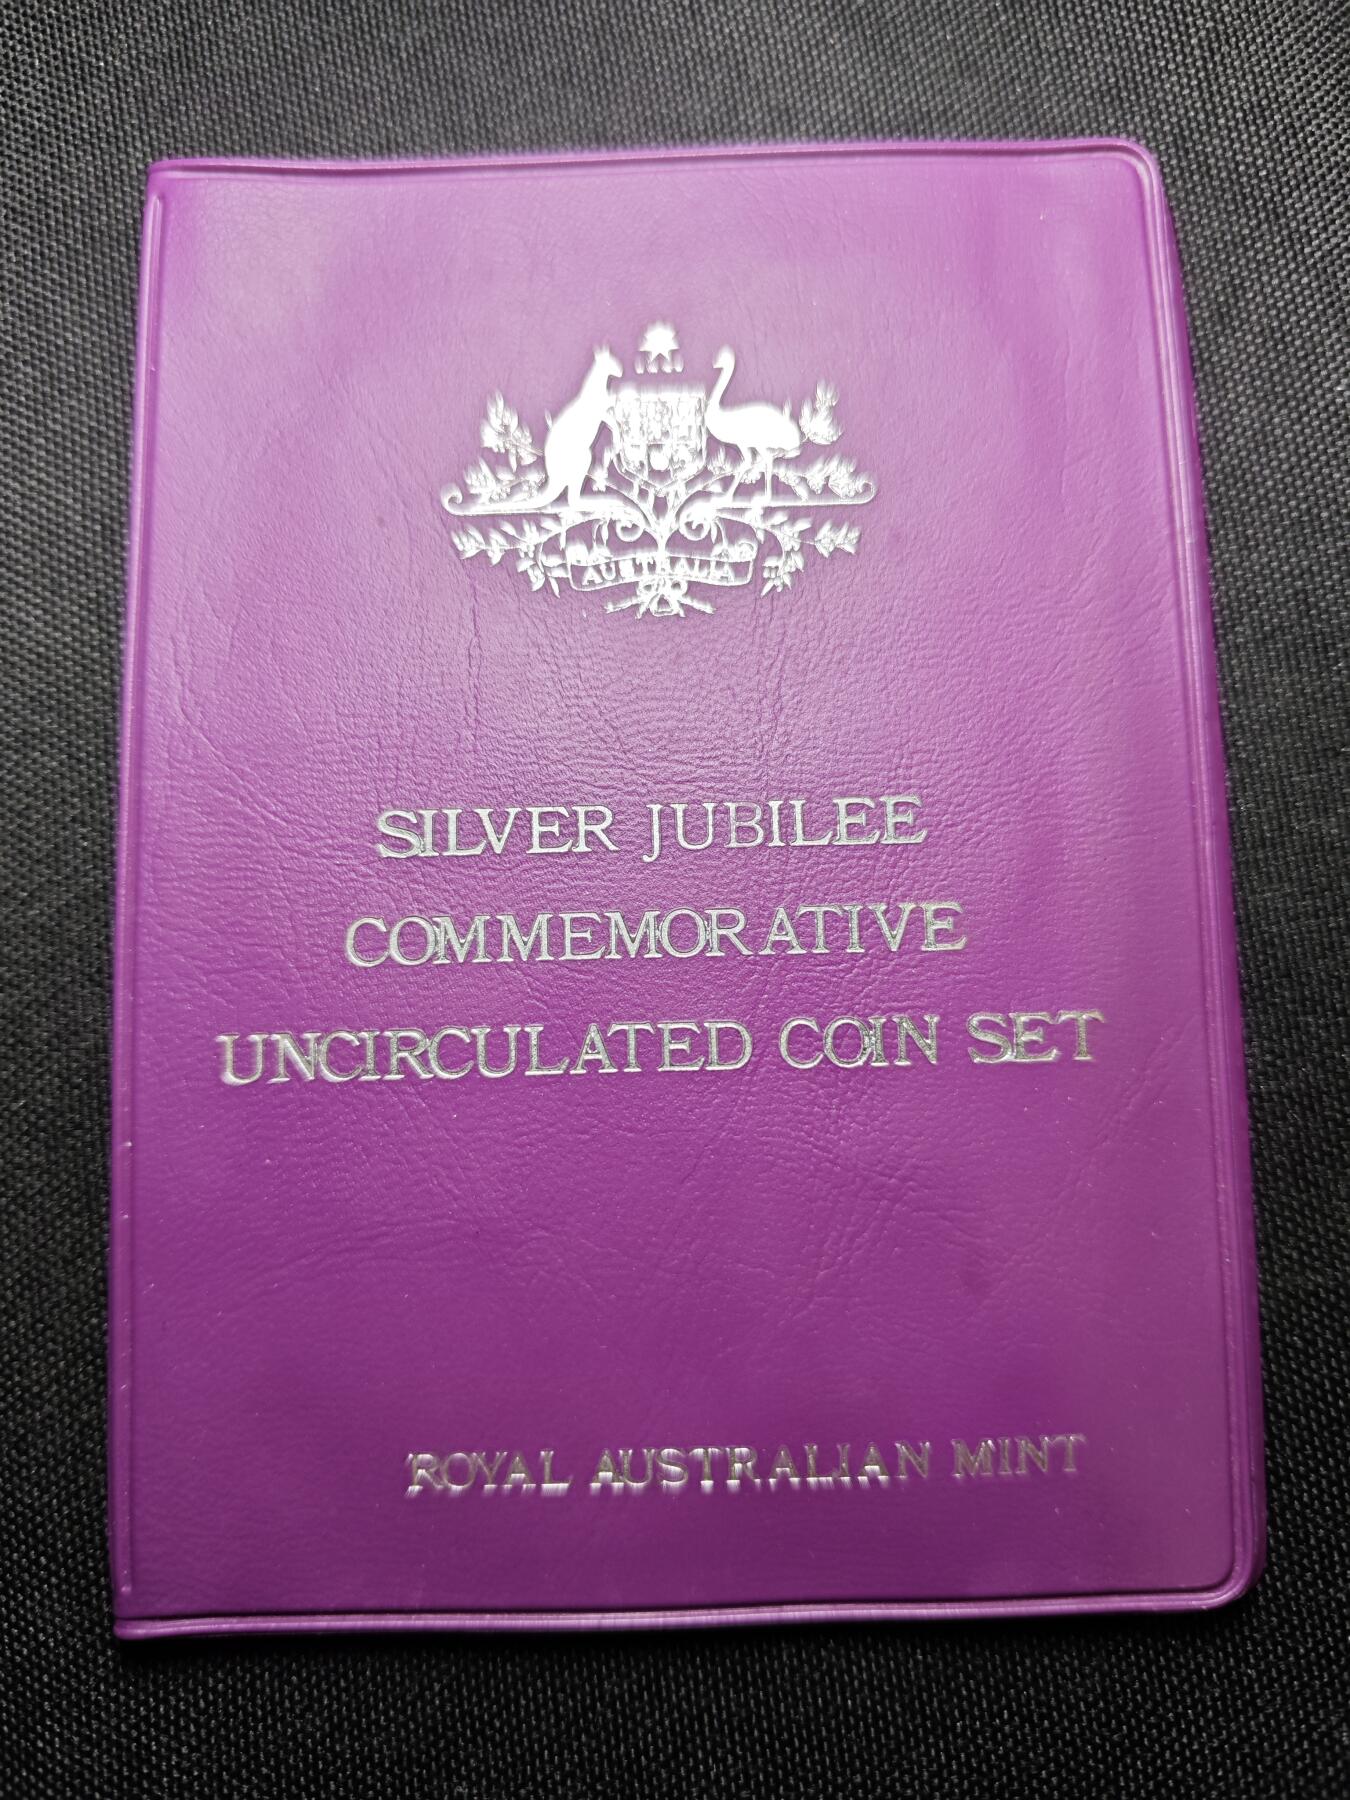 AUSTRALIA
SILVER JUBILEE
COMMEMORATIVE
UNCIRCULATED COIN SET
ROYAL AUSTRALIAN MINT